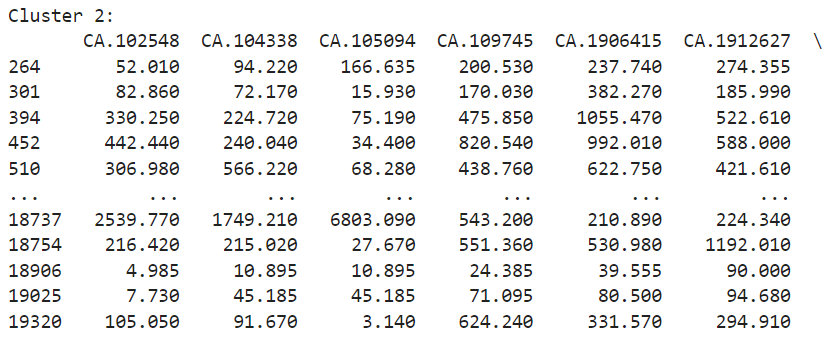 Cluster 2:
CA.102548 CA.104338 CA.105094 CA.109745 CA.1906415 CA.1912627 \
264 52.010 94.220 166.635 200.530 237.740 274.355
301 82.860 72.170 15.930 170.030 382.270 185.990
394 330.250 224.720 75.190 475.850 1055.470 522.610
452 442.440 240.040 34.400 820.540 992.010 588.000
510 306.980 566.220 68.280 438.760 622.750 421.610
... ... ... ... ... ... ...
18737 2539.770 1749.210 6803.090 543.200 210.890 224.340
18754 216.420 215.020 27.670 551.360 530.980 1192.010
18906 4.985 10.895 10.895 24.385 39.555 90.000
19025 7.730 45.185 45.185 71.095 80.500 94.680
19320 105.050 91.670 3.140 624.240 331.570 294.910